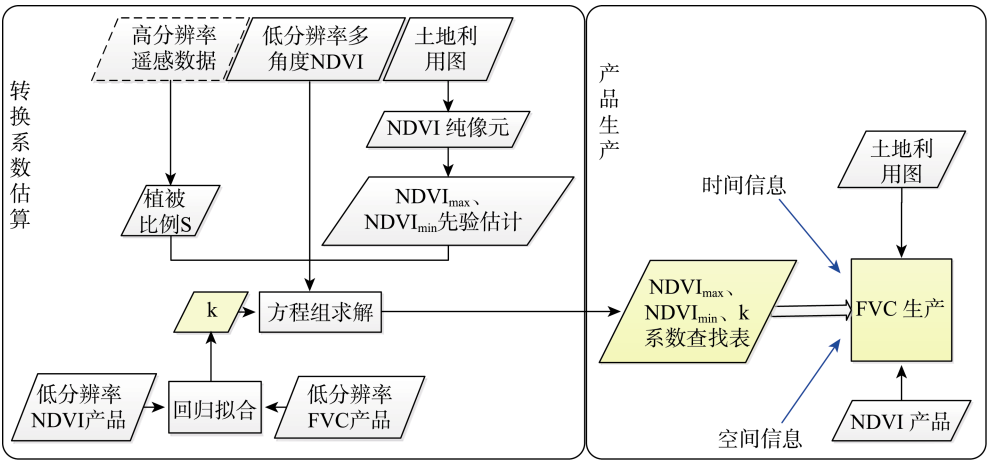 转换系数估算
高分辨率
遥感数据
低分辨率多
角度NDVI
土地利
用图
NDVI 纯像元
植被
比例S
NDVImax、
NDVImin先验估计
k
方程组求解
低分辨率
NDVI产品
回归拟合
低分辨率
FVC产品
产品生产
土地利
用图
时间信息
NDVImax、
NDVImin、k
系数查找表
FVC 生产
空间信息
NDVI 产品